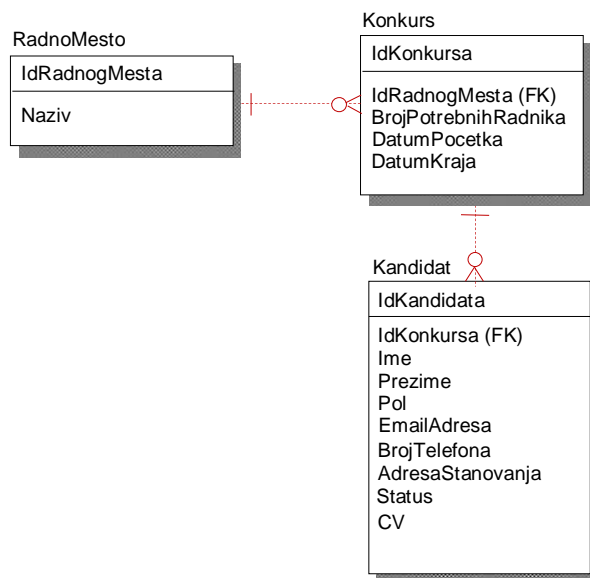 RadnoMesto
IdRadnogMesta
Naziv
Konkurs
IdKonkursa
IdRadnogMesta (FK)
BrojPotrebnihRadnika
DatumPocetka
DatumKraja
Kandidat
IdKandidata
IdKonkursa (FK)
Ime
Prezime
Pol
EmailAdresa
BrojTelefona
AdresaStanovanja
Status
CV